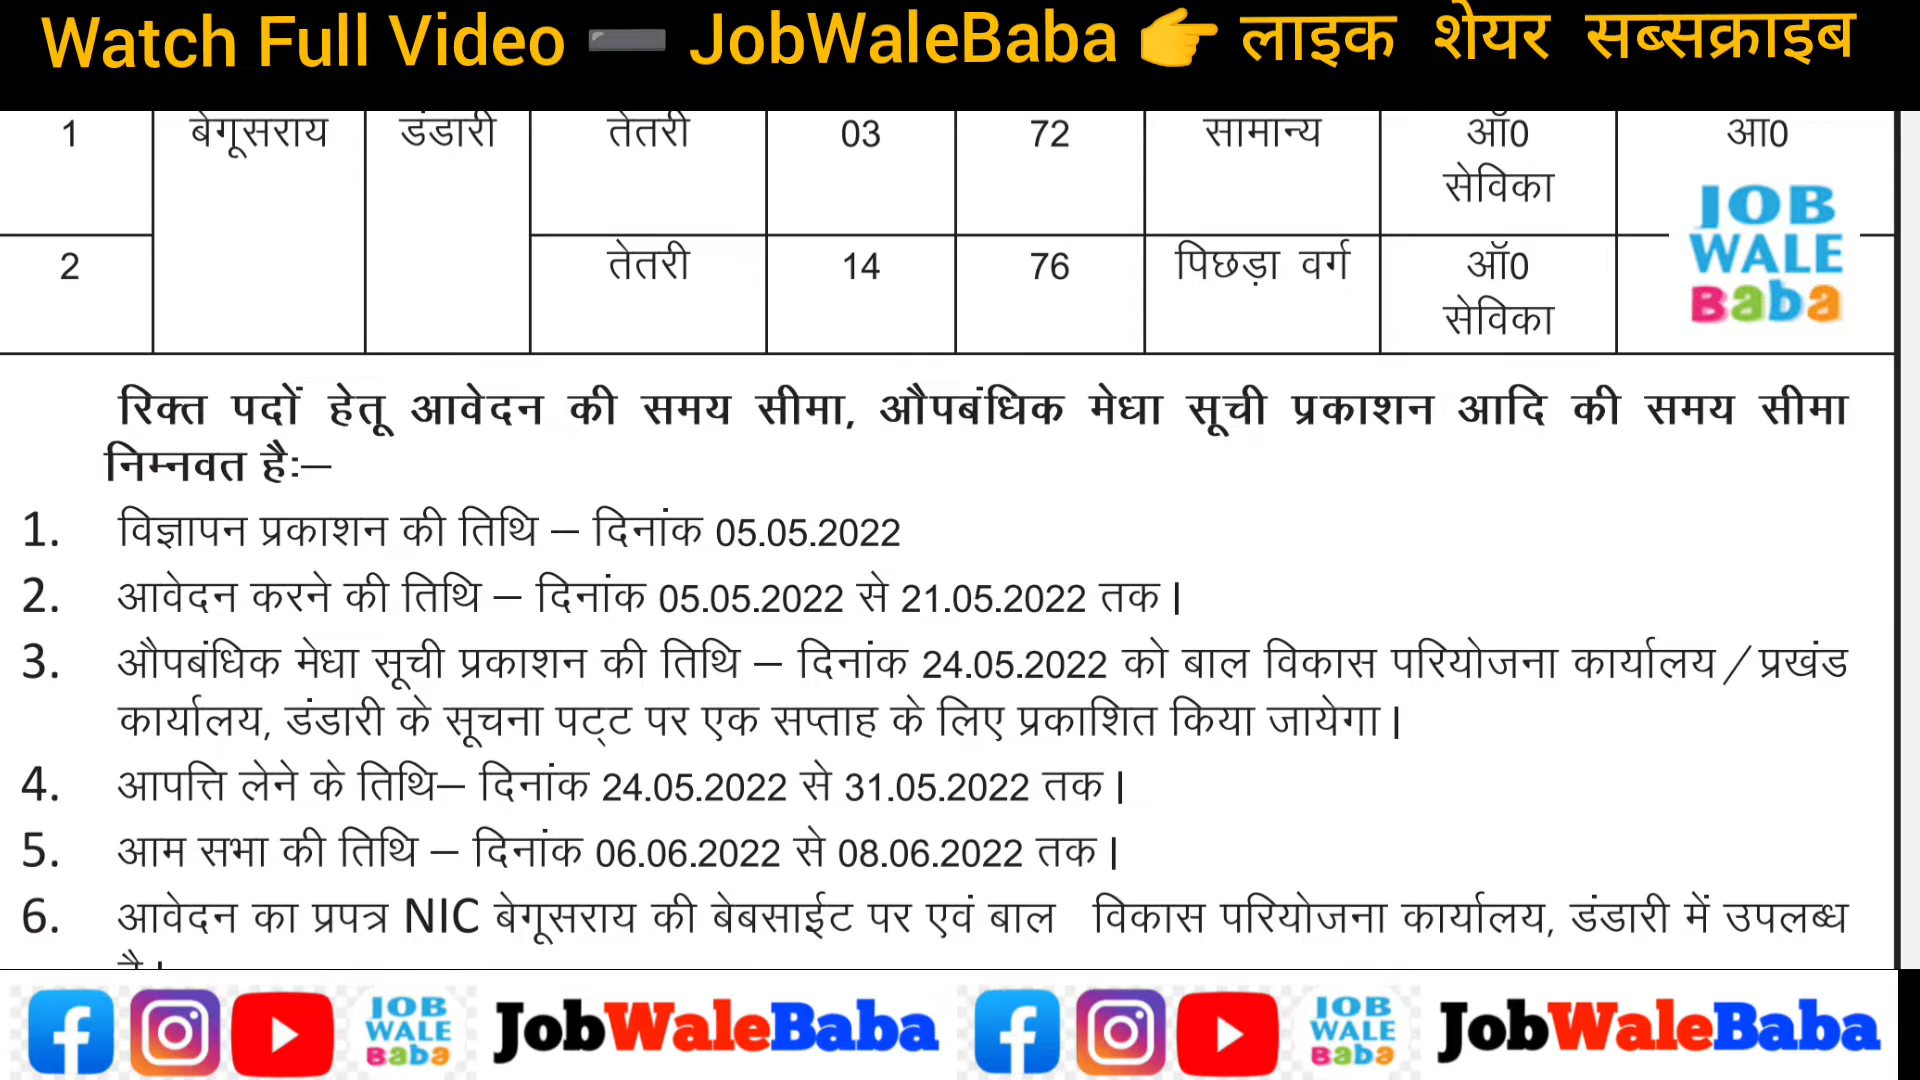 Watch Full Video ➖ JobWaleBaba 👉 लाइक शेयर सब्सक्राइब
1 बेगूसराय डंडारी तेतरी 03 72 सामान्य ऑ0 आ0
सेविका
2 तेतरी 14 76 पिछड़ा वर्ग ऑ0
सेविका
JOB
WALE
Baba
रिक्त पदों हेतू आवेदन की समय सीमा, औपबंधिक मेधा सूची प्रकाशन आदि की समय सीमा
निम्नवत है:–
1. विज्ञापन प्रकाशन की तिथि – दिनांक 05.05.2022
2. आवेदन करने की तिथि – दिनांक 05.05.2022 से 21.05.2022 तक।
3. औपबंधिक मेधा सूची प्रकाशन की तिथि – दिनांक 24.05.2022 को बाल विकास परियोजना कार्यालय/प्रखंड
कार्यालय, डंडारी के सूचना पट्ट पर एक सप्ताह के लिए प्रकाशित किया जायेगा।
4. आपत्ति लेने के तिथि– दिनांक 24.05.2022 से 31.05.2022 तक।
5. आम सभा की तिथि – दिनांक 06.06.2022 से 08.06.2022 तक।
6. आवेदन का प्रपत्र NIC बेगूसराय की बेबसाईट पर एवं बाल विकास परियोजना कार्यालय, डंडारी में उपलब्ध
JOB WALE Baba JobWaleBaba JOB WALE Baba JobWaleBaba